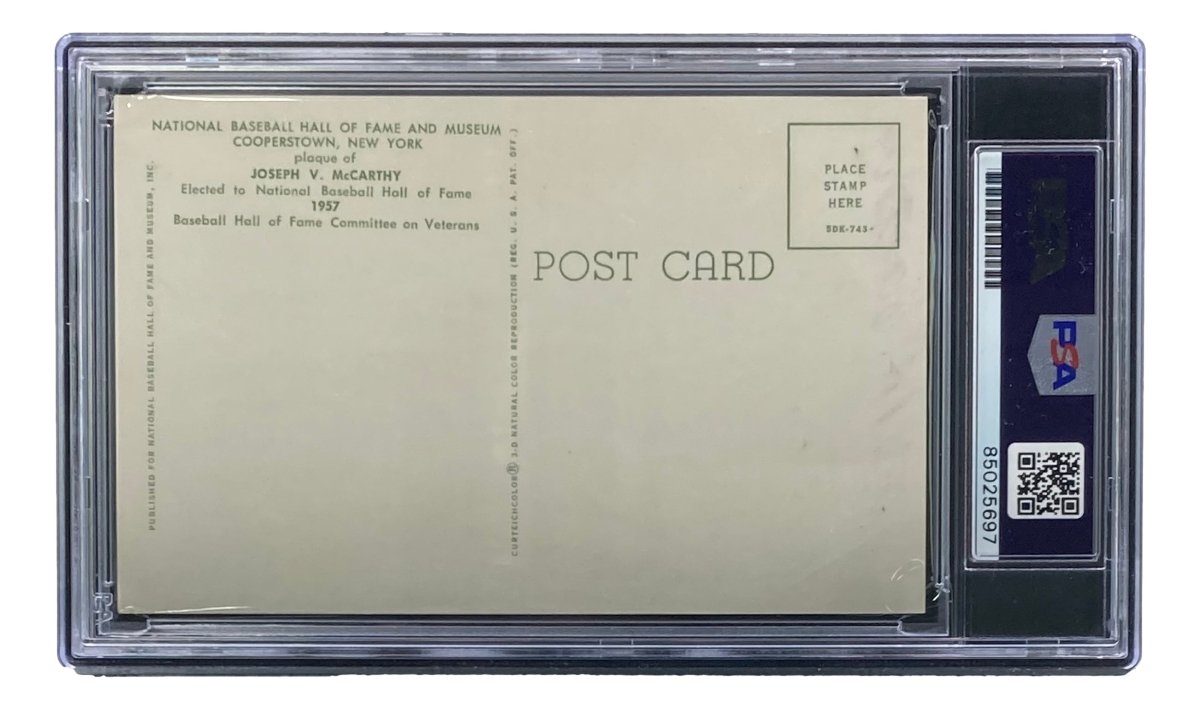 NATIONAL BASEBALL HALL OF FAME AND MUSEUM
COOPERSTOWN, NEW YORK
plaque of
JOSEPH V. McCARTHY
Elected to National Baseball Hall of Fame
1957
Baseball Hall of Fame Committee on Veterans
PUBLISHED FOR NATIONAL BASEBALL HALL OF FAME AND MUSEUM, INC.
CURTEICHCOLOR® 3-D NATURAL COLOR REPRODUCTION (REG. U. S. A. PAT. OFF.)
POST CARD
PLACE
STAMP
HERE
5DK-743-
PSA
85025697